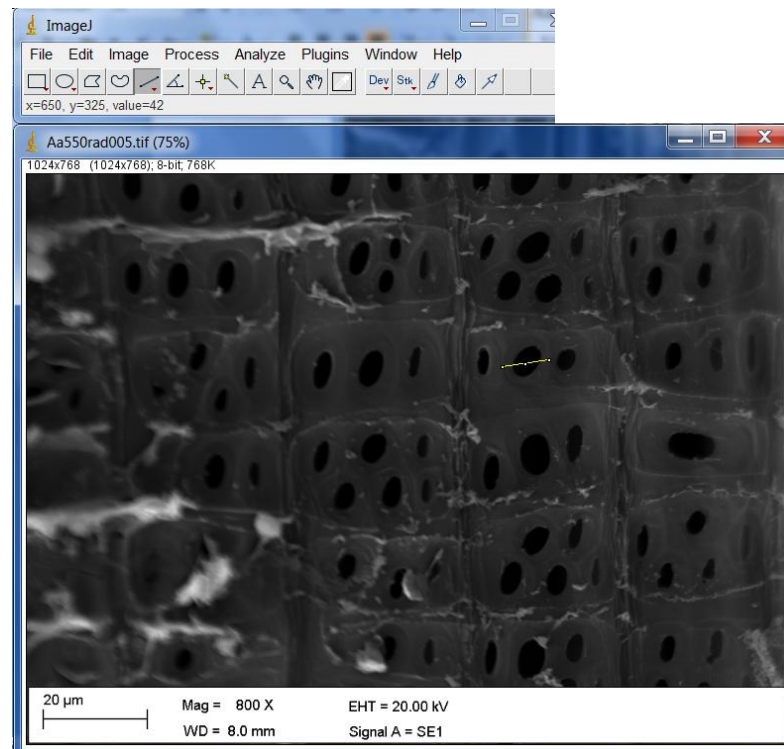 ImageJ
File Edit Image Process Analyze Plugins Window Help
A Dev Stk
x=650, y=325, value=42
Aa550rad005.tif (75%)
1024x768 (1024x768); 8-bit; 768K
20 µm Mag = 800 X EHT = 20.00 kV
WD = 8.0 mm Signal A = SE1